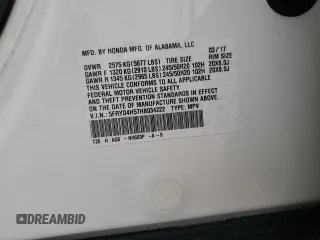 MFD. BY HONDA MFG. OF ALABAMA, LLC 03/17
GVWR 2575 KG(5677 LBS) TIRE SIZE RIM SIZE
GAWR F 1320 KG(2910 LBS) 245/50R20 102H 20X8.0J
GAWR R 1345 KG(2965 LBS) 245/50R20 102H 20X8.0J
THIS VEHICLE CONFORMS TO ALL APPLICABLE FEDERAL MOTOR VEHICLE SAFETY AND THEFT PREVENTION STANDARDS IN EFFECT ON THE DATE OF MANUFACTURE SHOWN ABOVE.
V.I.N.: 5FRYD4H57HB034222 TYPE: MPV
AutoBidMaster